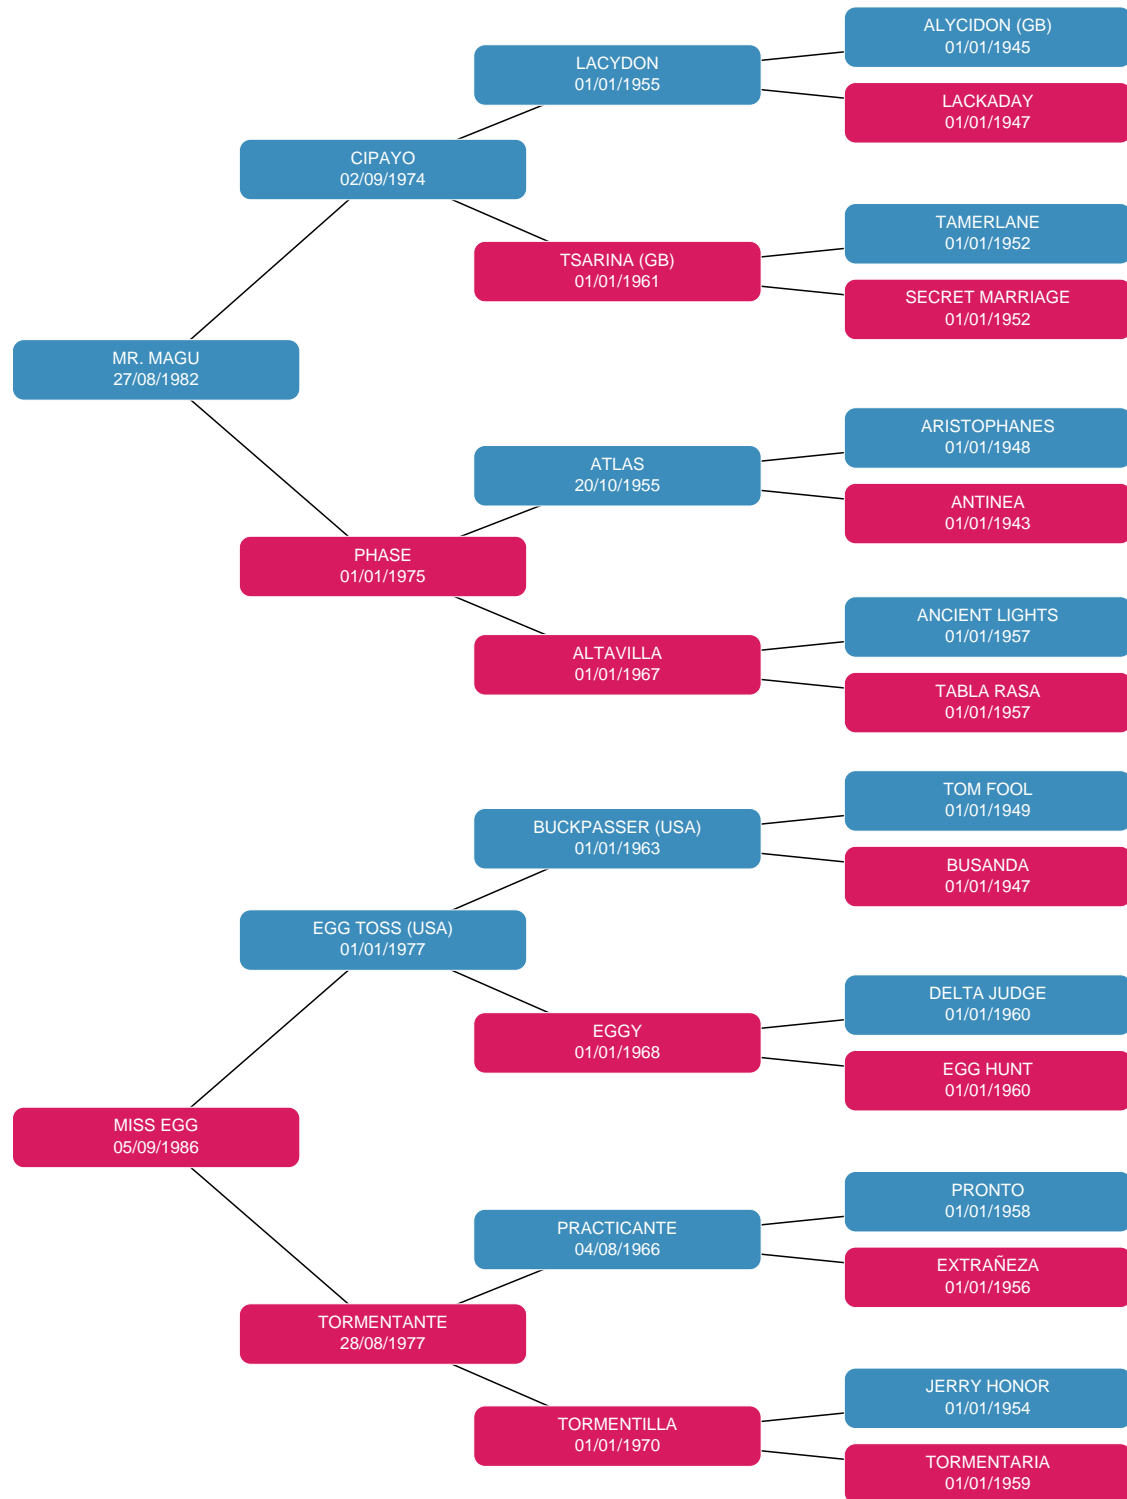 ALYCIDON (GB)
01/01/1945
LACYDON
01/01/1955
LACKADAY
01/01/1947
CIPAYO
02/09/1974
TAMERLANE
01/01/1952
TSARINA (GB)
01/01/1961
SECRET MARRIAGE
01/01/1952
MR. MAGU
27/08/1982
ARISTOPHANES
01/01/1948
ATLAS
20/10/1955
ANTINEA
01/01/1943
PHASE
01/01/1975
ANCIENT LIGHTS
01/01/1957
ALTAVILLA
01/01/1967
TABLA RASA
01/01/1957
TOM FOOL
01/01/1949
BUCKPASSER (USA)
01/01/1963
BUSANDA
01/01/1947
EGG TOSS (USA)
01/01/1977
DELTA JUDGE
01/01/1960
EGGY
01/01/1968
EGG HUNT
01/01/1960
MISS EGG
05/09/1986
PRONTO
01/01/1958
PRACTICANTE
04/08/1966
EXTRAÑEZA
01/01/1956
TORMENTANTE
28/08/1977
JERRY HONOR
01/01/1954
TORMENTILLA
01/01/1970
TORMENTARIA
01/01/1959